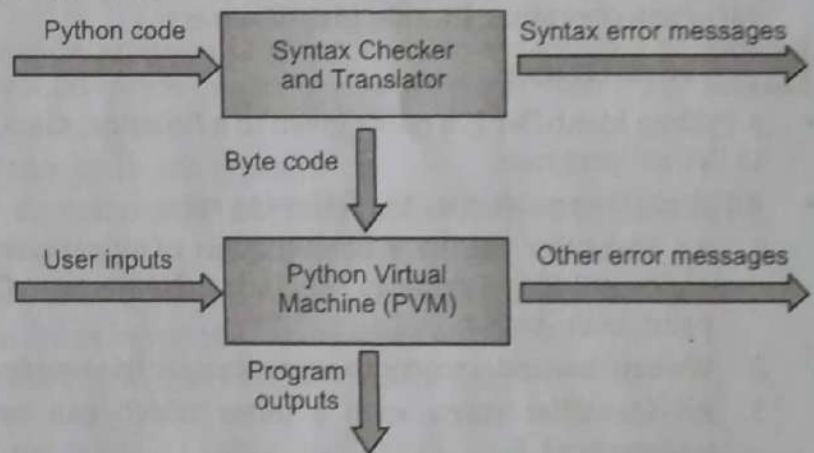 Python code
Syntax Checker
and Translator
Syntax error messages
Byte code
User inputs
Python Virtual
Machine (PVM)
Other error messages
Program
outputs